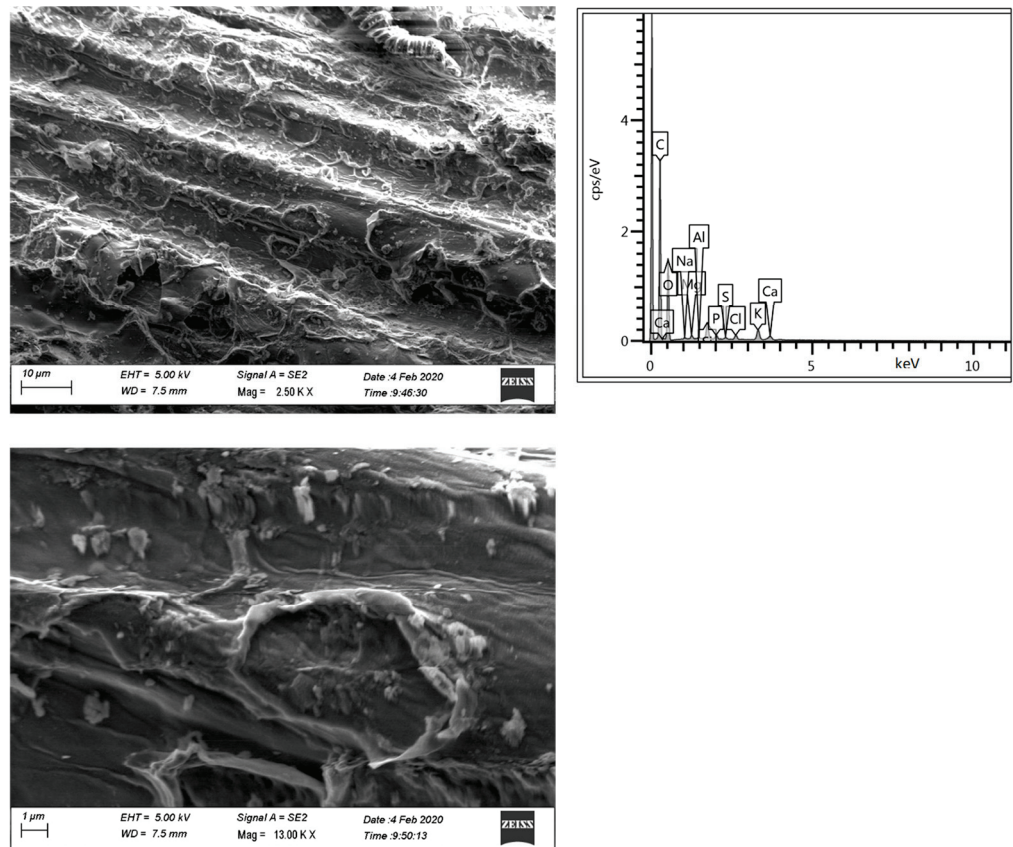 10 µm
EHT = 5.00 kV
WD = 7.5 mm
Signal A = SE2
Mag = 2.50 K X
Date :4 Feb 2020
Time :9:46:30
ZEISS
cps/eV
4
2
0
C
O
Ca
Na
Mg
Al
P
S
Cl
K
Ca
0
5
10
keV
1 µm
EHT = 5.00 kV
WD = 7.5 mm
Signal A = SE2
Mag = 13.00 K X
Date :4 Feb 2020
Time :9:50:13
ZEISS